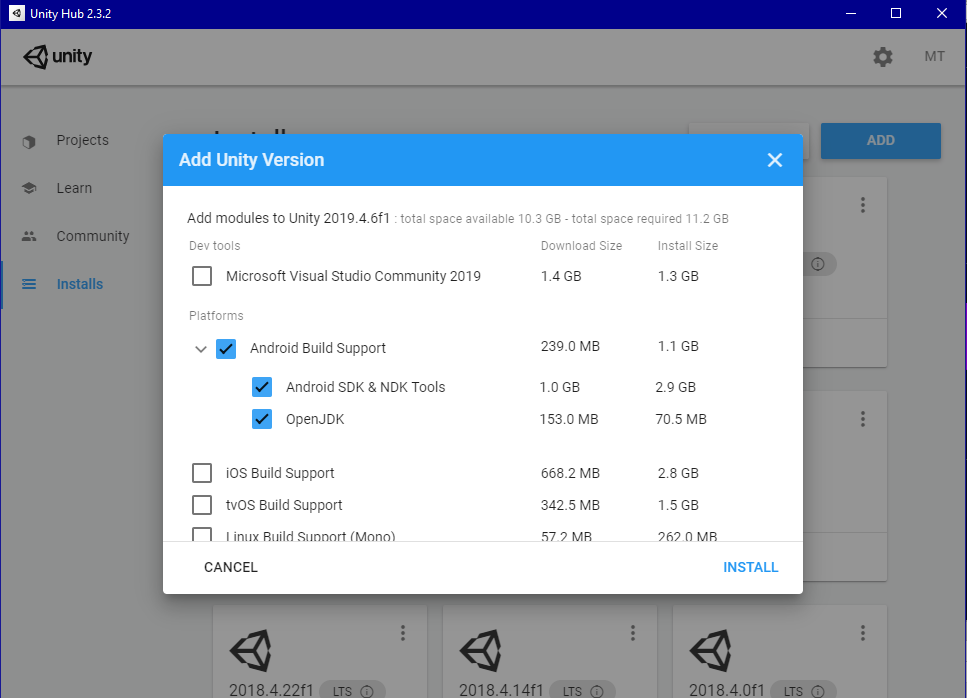 Unity Hub 2.3.2
unity
MT
Projects
Learn
Community
Installs
ADD
Add Unity Version
Add modules to Unity 2019.4.6f1 : total space available 10.3 GB - total space required 11.2 GB
Dev tools Download Size Install Size
Microsoft Visual Studio Community 2019 1.4 GB 1.3 GB
Platforms
Android Build Support 239.0 MB 1.1 GB
Android SDK & NDK Tools 1.0 GB 2.9 GB
OpenJDK 153.0 MB 70.5 MB
iOS Build Support 668.2 MB 2.8 GB
tvOS Build Support 342.5 MB 1.5 GB
Linux Build Support (Mono) 57.2 MB 262.0 MB
CANCEL INSTALL
2018.4.22f1 LTS 2018.4.14f1 LTS 2018.4.0f1 LTS